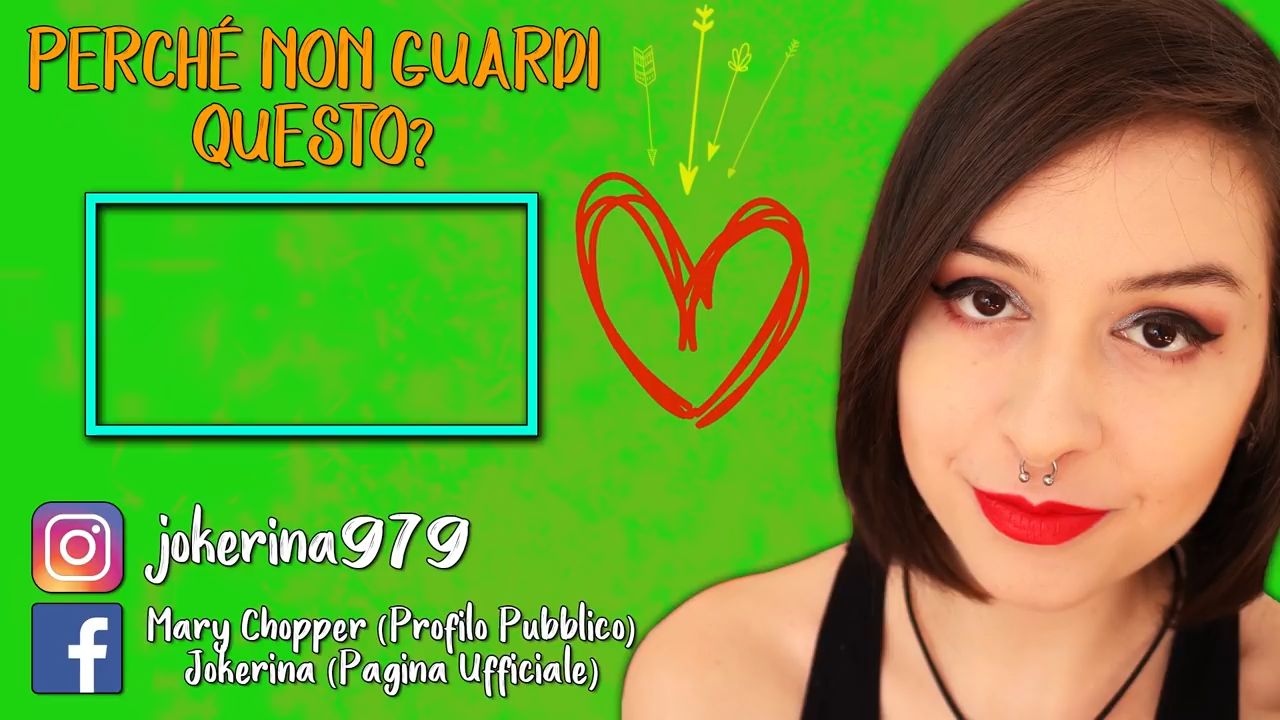 PERCHÉ NON GUARDI
QUESTO?
jokerina979
Mary Chopper (Profilo Pubblico)
Jokerina (Pagina Ufficiale)